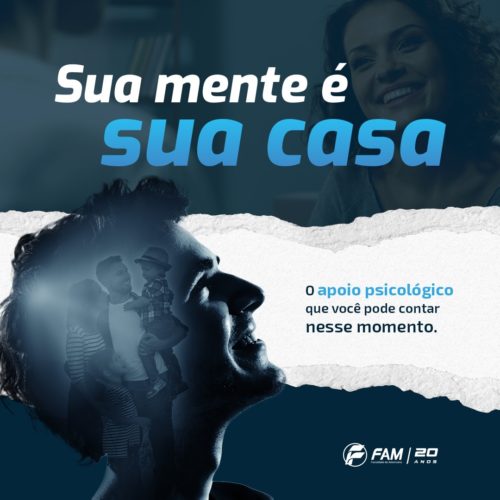 Sua mente é
sua casa
O apoio psicológico
que você pode contar
nesse momento.
FAM | 20
ANOS